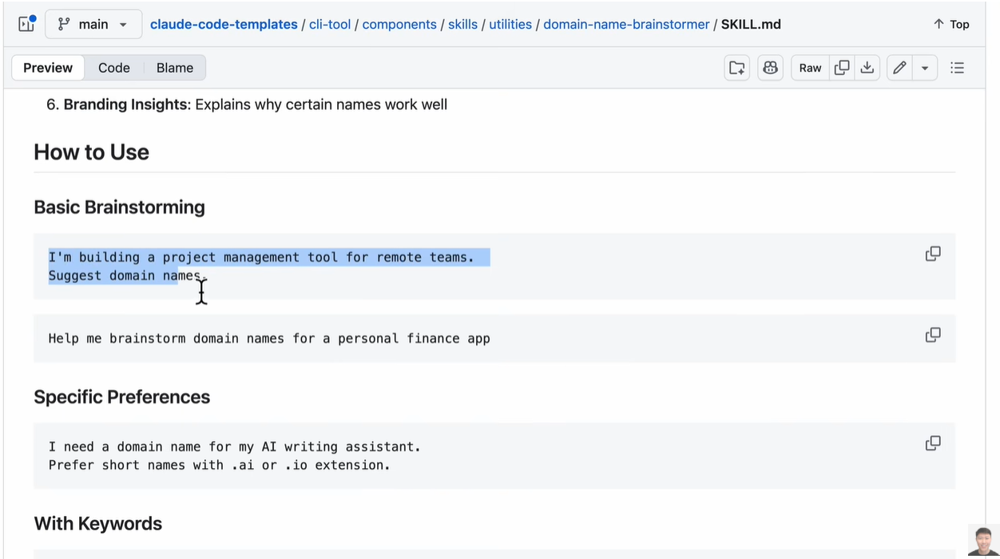 main
claude-code-templates / cli-tool / components / skills / utilities / domain-name-brainstormer / SKILL.md
Top
Preview
Code
Blame
Raw
6. Branding Insights: Explains why certain names work well
How to Use
Basic Brainstorming
I'm building a project management tool for remote teams.
Suggest domain names.
Help me brainstorm domain names for a personal finance app
Specific Preferences
I need a domain name for my AI writing assistant.
Prefer short names with .ai or .io extension.
With Keywords